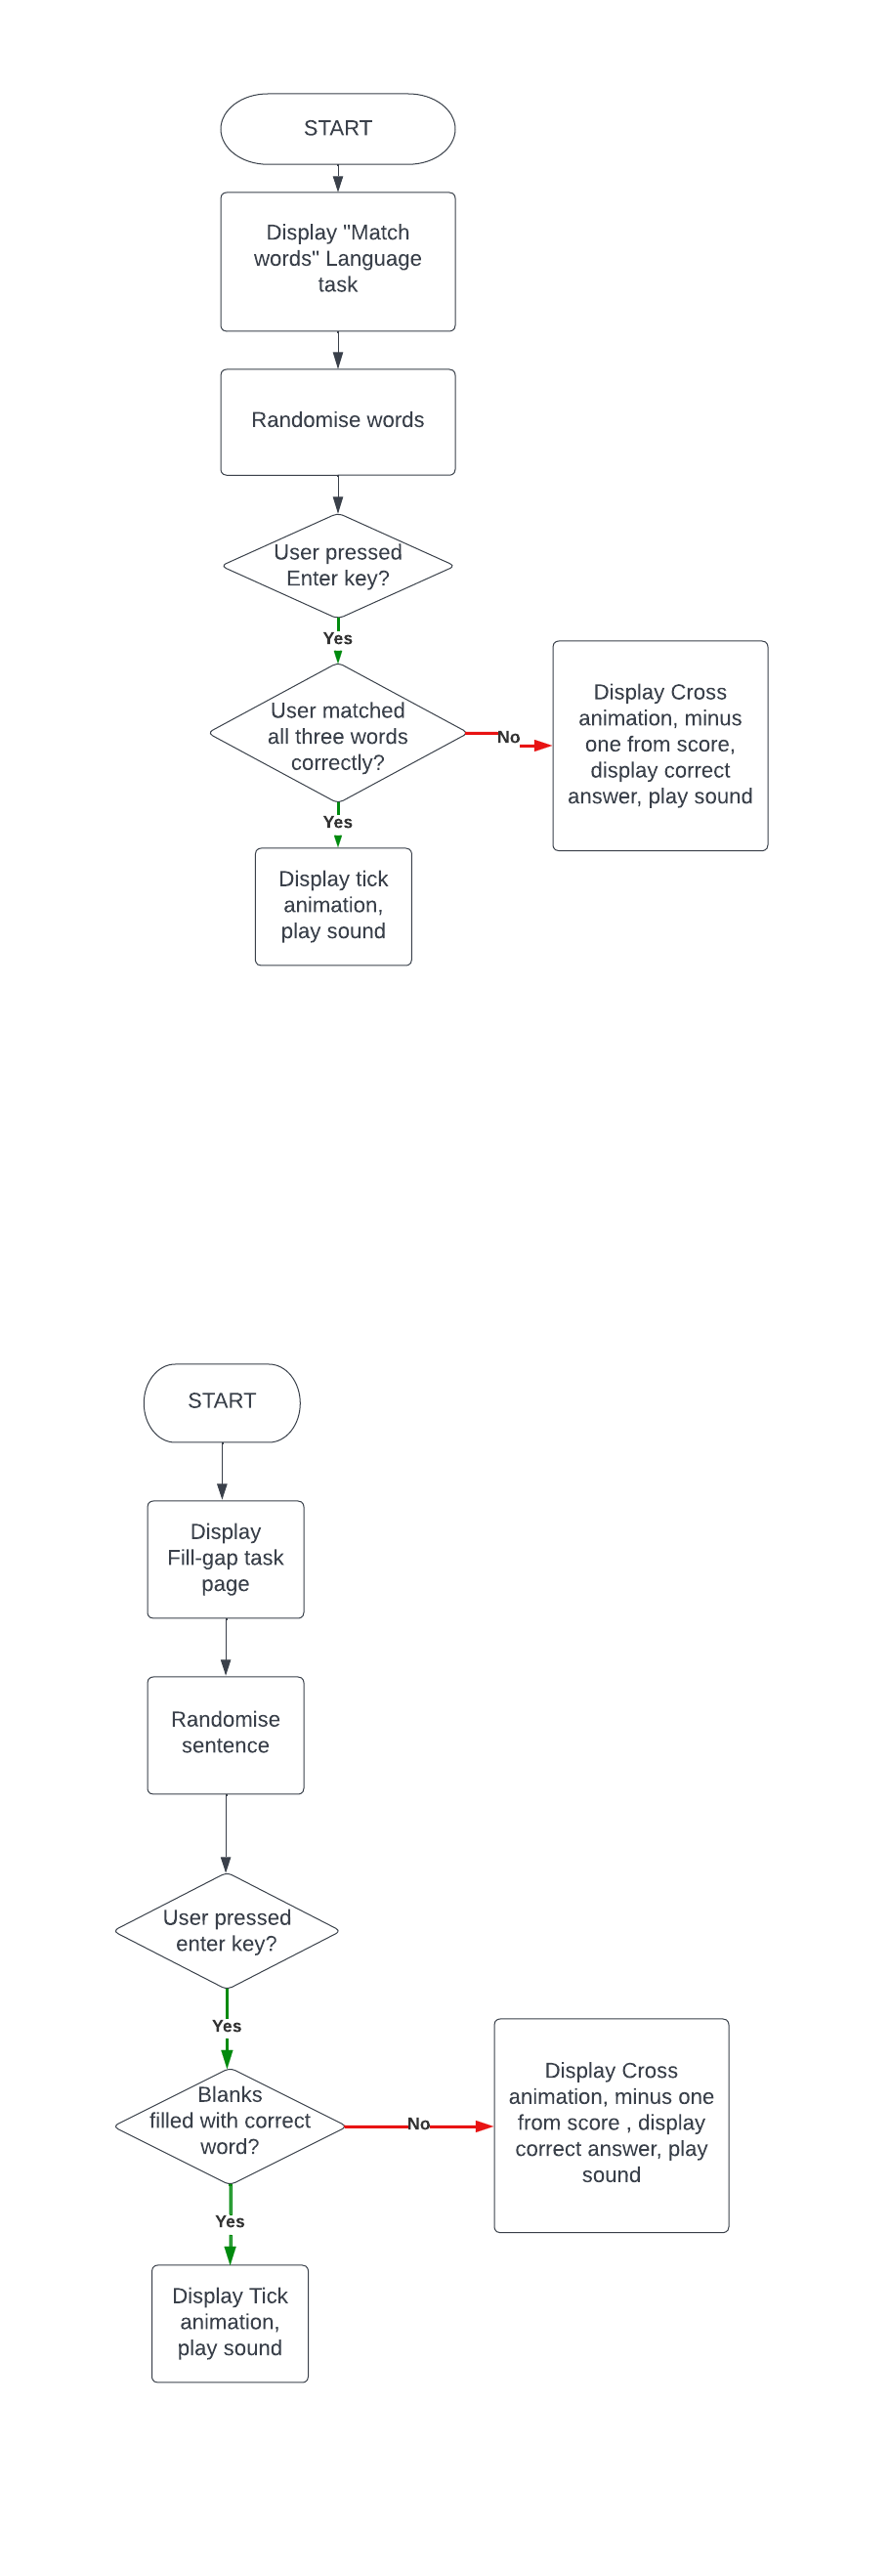 START
Display "Match
words" Language
task
Randomise words
User pressed
Enter key?
Yes
User matched
all three words
correctly?
No
Display Cross
animation, minus
one from score,
display correct
answer, play sound
Yes
Display tick
animation,
play sound
START
Display
Fill-gap task
page
Randomise
sentence
User pressed
enter key?
Yes
Blanks
filled with correct
word?
No
Display Cross
animation, minus one
from score , display
correct answer, play
sound
Yes
Display Tick
animation,
play sound